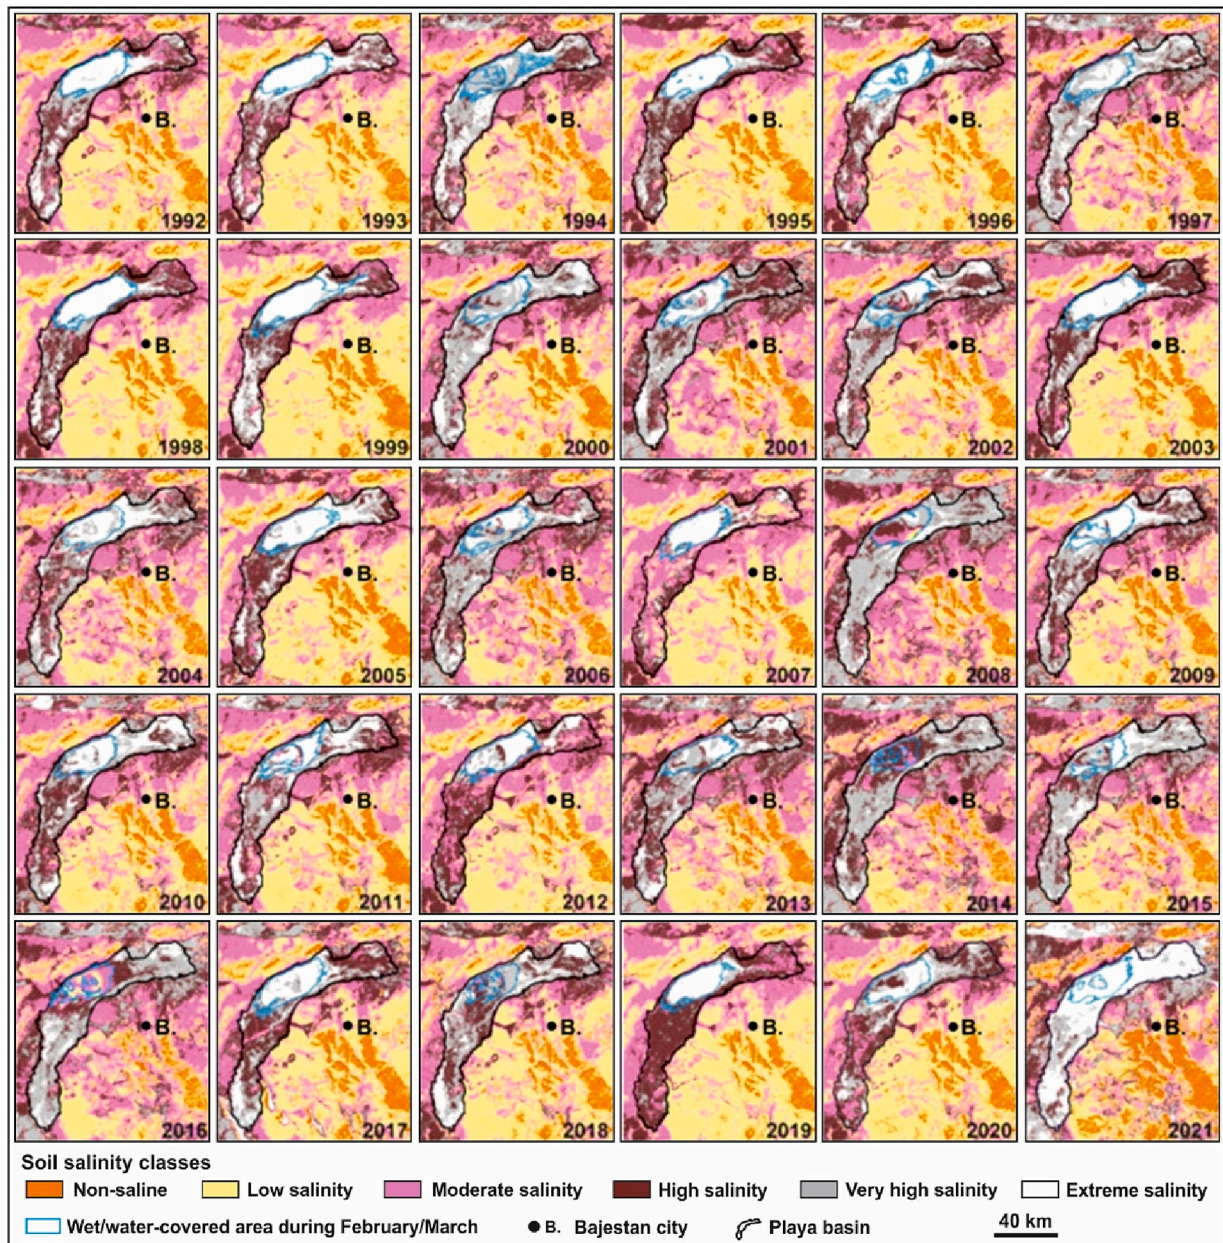 B. B. B. B. B. B.
1992 1993 1994 1995 1996 1997
B. B. B. B. B. B.
1998 1999 2000 2001 2002 2003
B. B. B. B. B. B.
2004 2005 2006 2007 2008 2009
B. B. B. B. B. B.
2010 2011 2012 2013 2014 2015
B. B. B. B. B. B.
2016 2017 2018 2019 2020 2021
Soil salinity classes
Non-saline Low salinity Moderate salinity High salinity Very high salinity Extreme salinity
Wet/water-covered area during February/March B. Bajestan city Playa basin 40 km